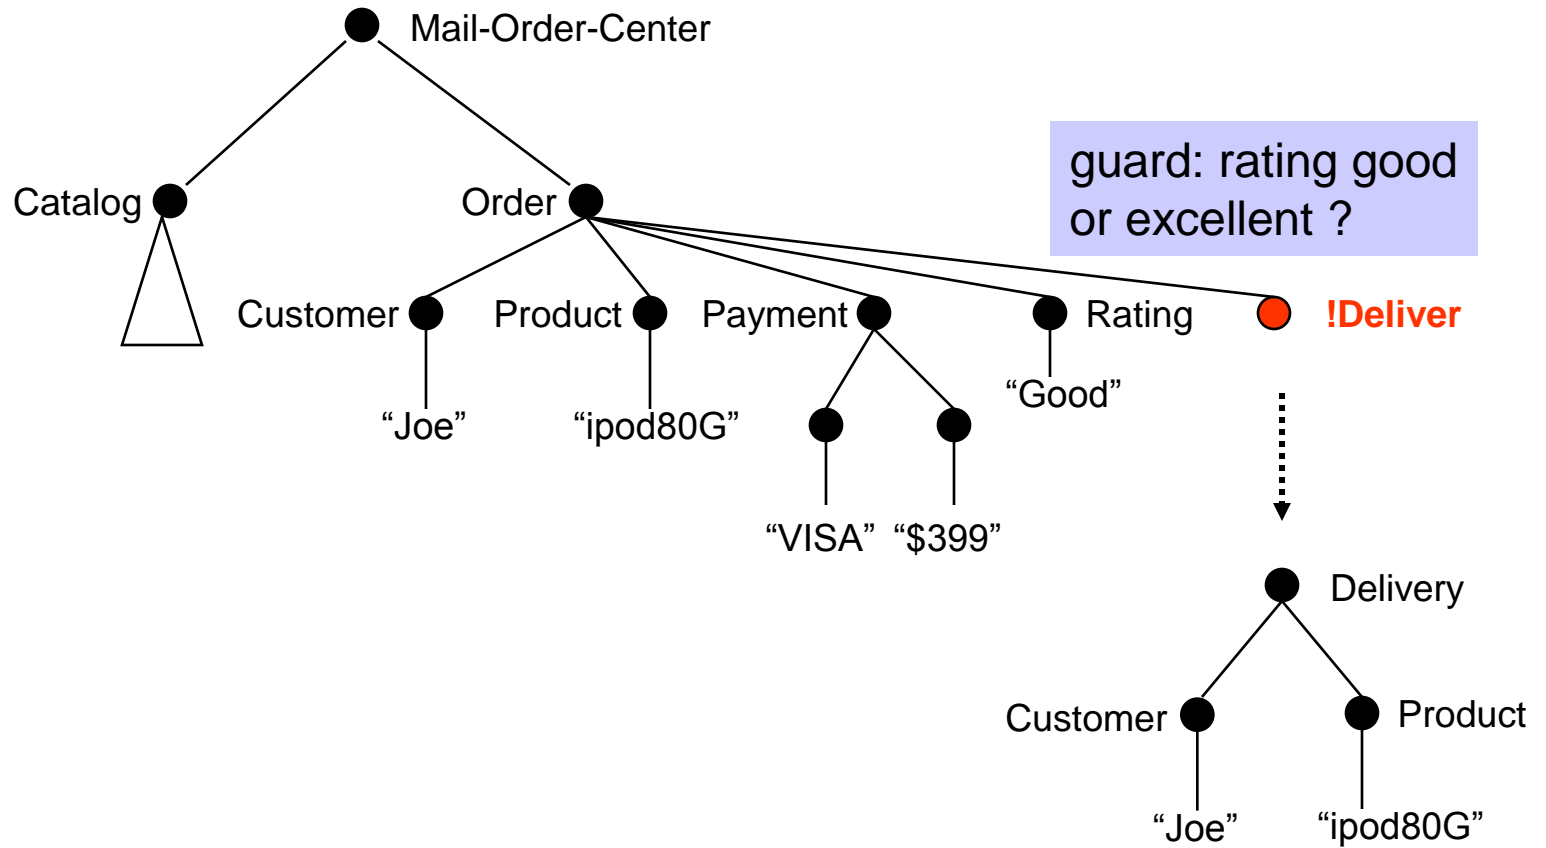 Mail-Order-Center
guard: rating good
or excellent ?
Catalog
Order
Customer
Product
Payment
Rating
!Deliver
“Joe”
“ipod80G”
“Good”
“VISA”
“$399”
Delivery
Customer
Product
“Joe”
“ipod80G”